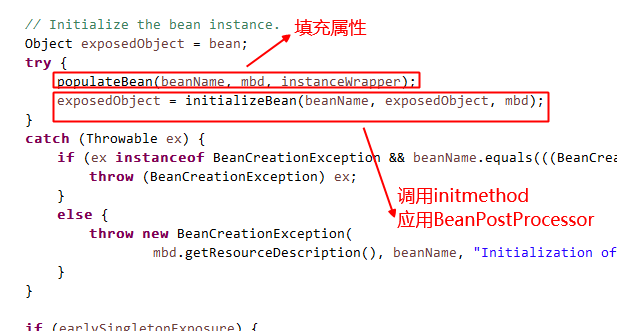 // Initialize the bean instance.
Object exposedObject = bean;
填充属性
try {
populateBean(beanName, mbd, instanceWrapper);
exposedObject = initializeBean(beanName, exposedObject, mbd);
}
catch (Throwable ex) {
if (ex instanceof BeanCreationException && beanName.equals(((BeanCrea
throw (BeanCreationException) ex;
}
调用initmethod
else {
应用BeanPostProcessor
throw new BeanCreationException(
mbd.getResourceDescription(), beanName, "Initialization of
}
}
if (earlySingletonExposure) {